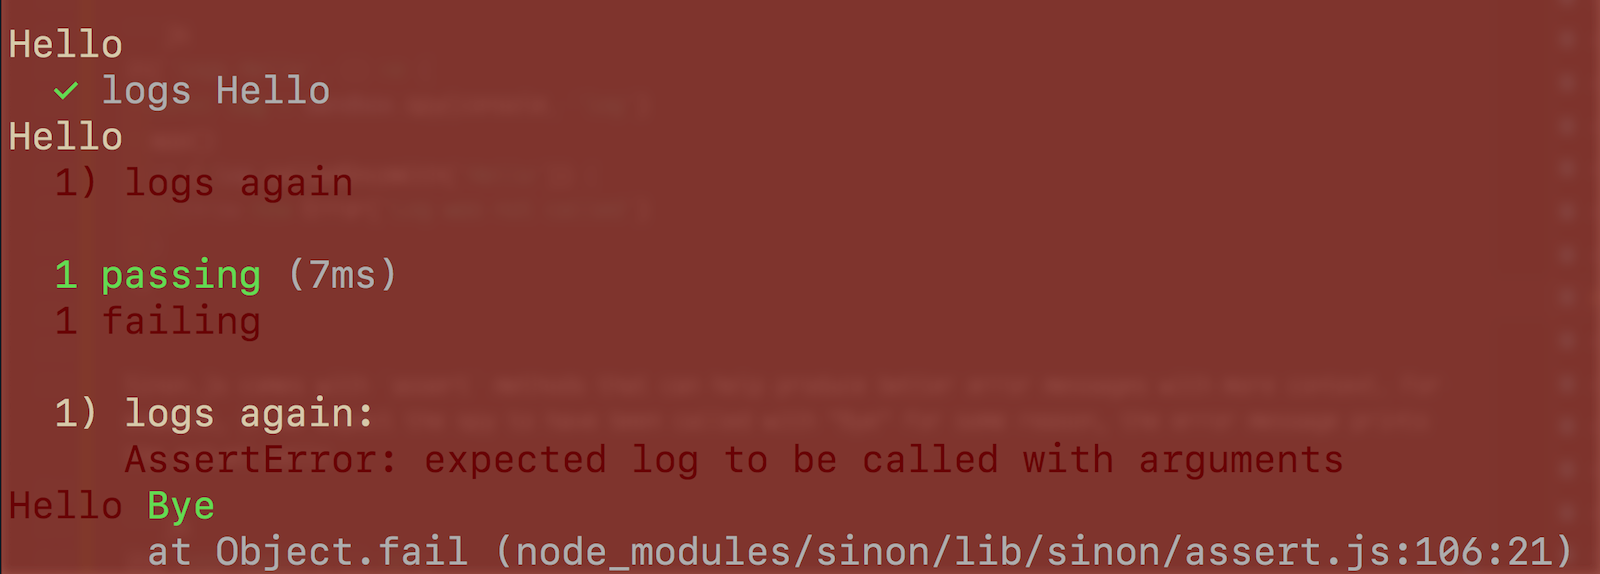 Hello
✓ logs Hello
Hello
1) logs again
1 passing (7ms)
1 failing
1) logs again:
AssertError: expected log to be called with arguments
Hello Bye
at Object.fail (node_modules/sinon/lib/sinon/assert.js:106:21)